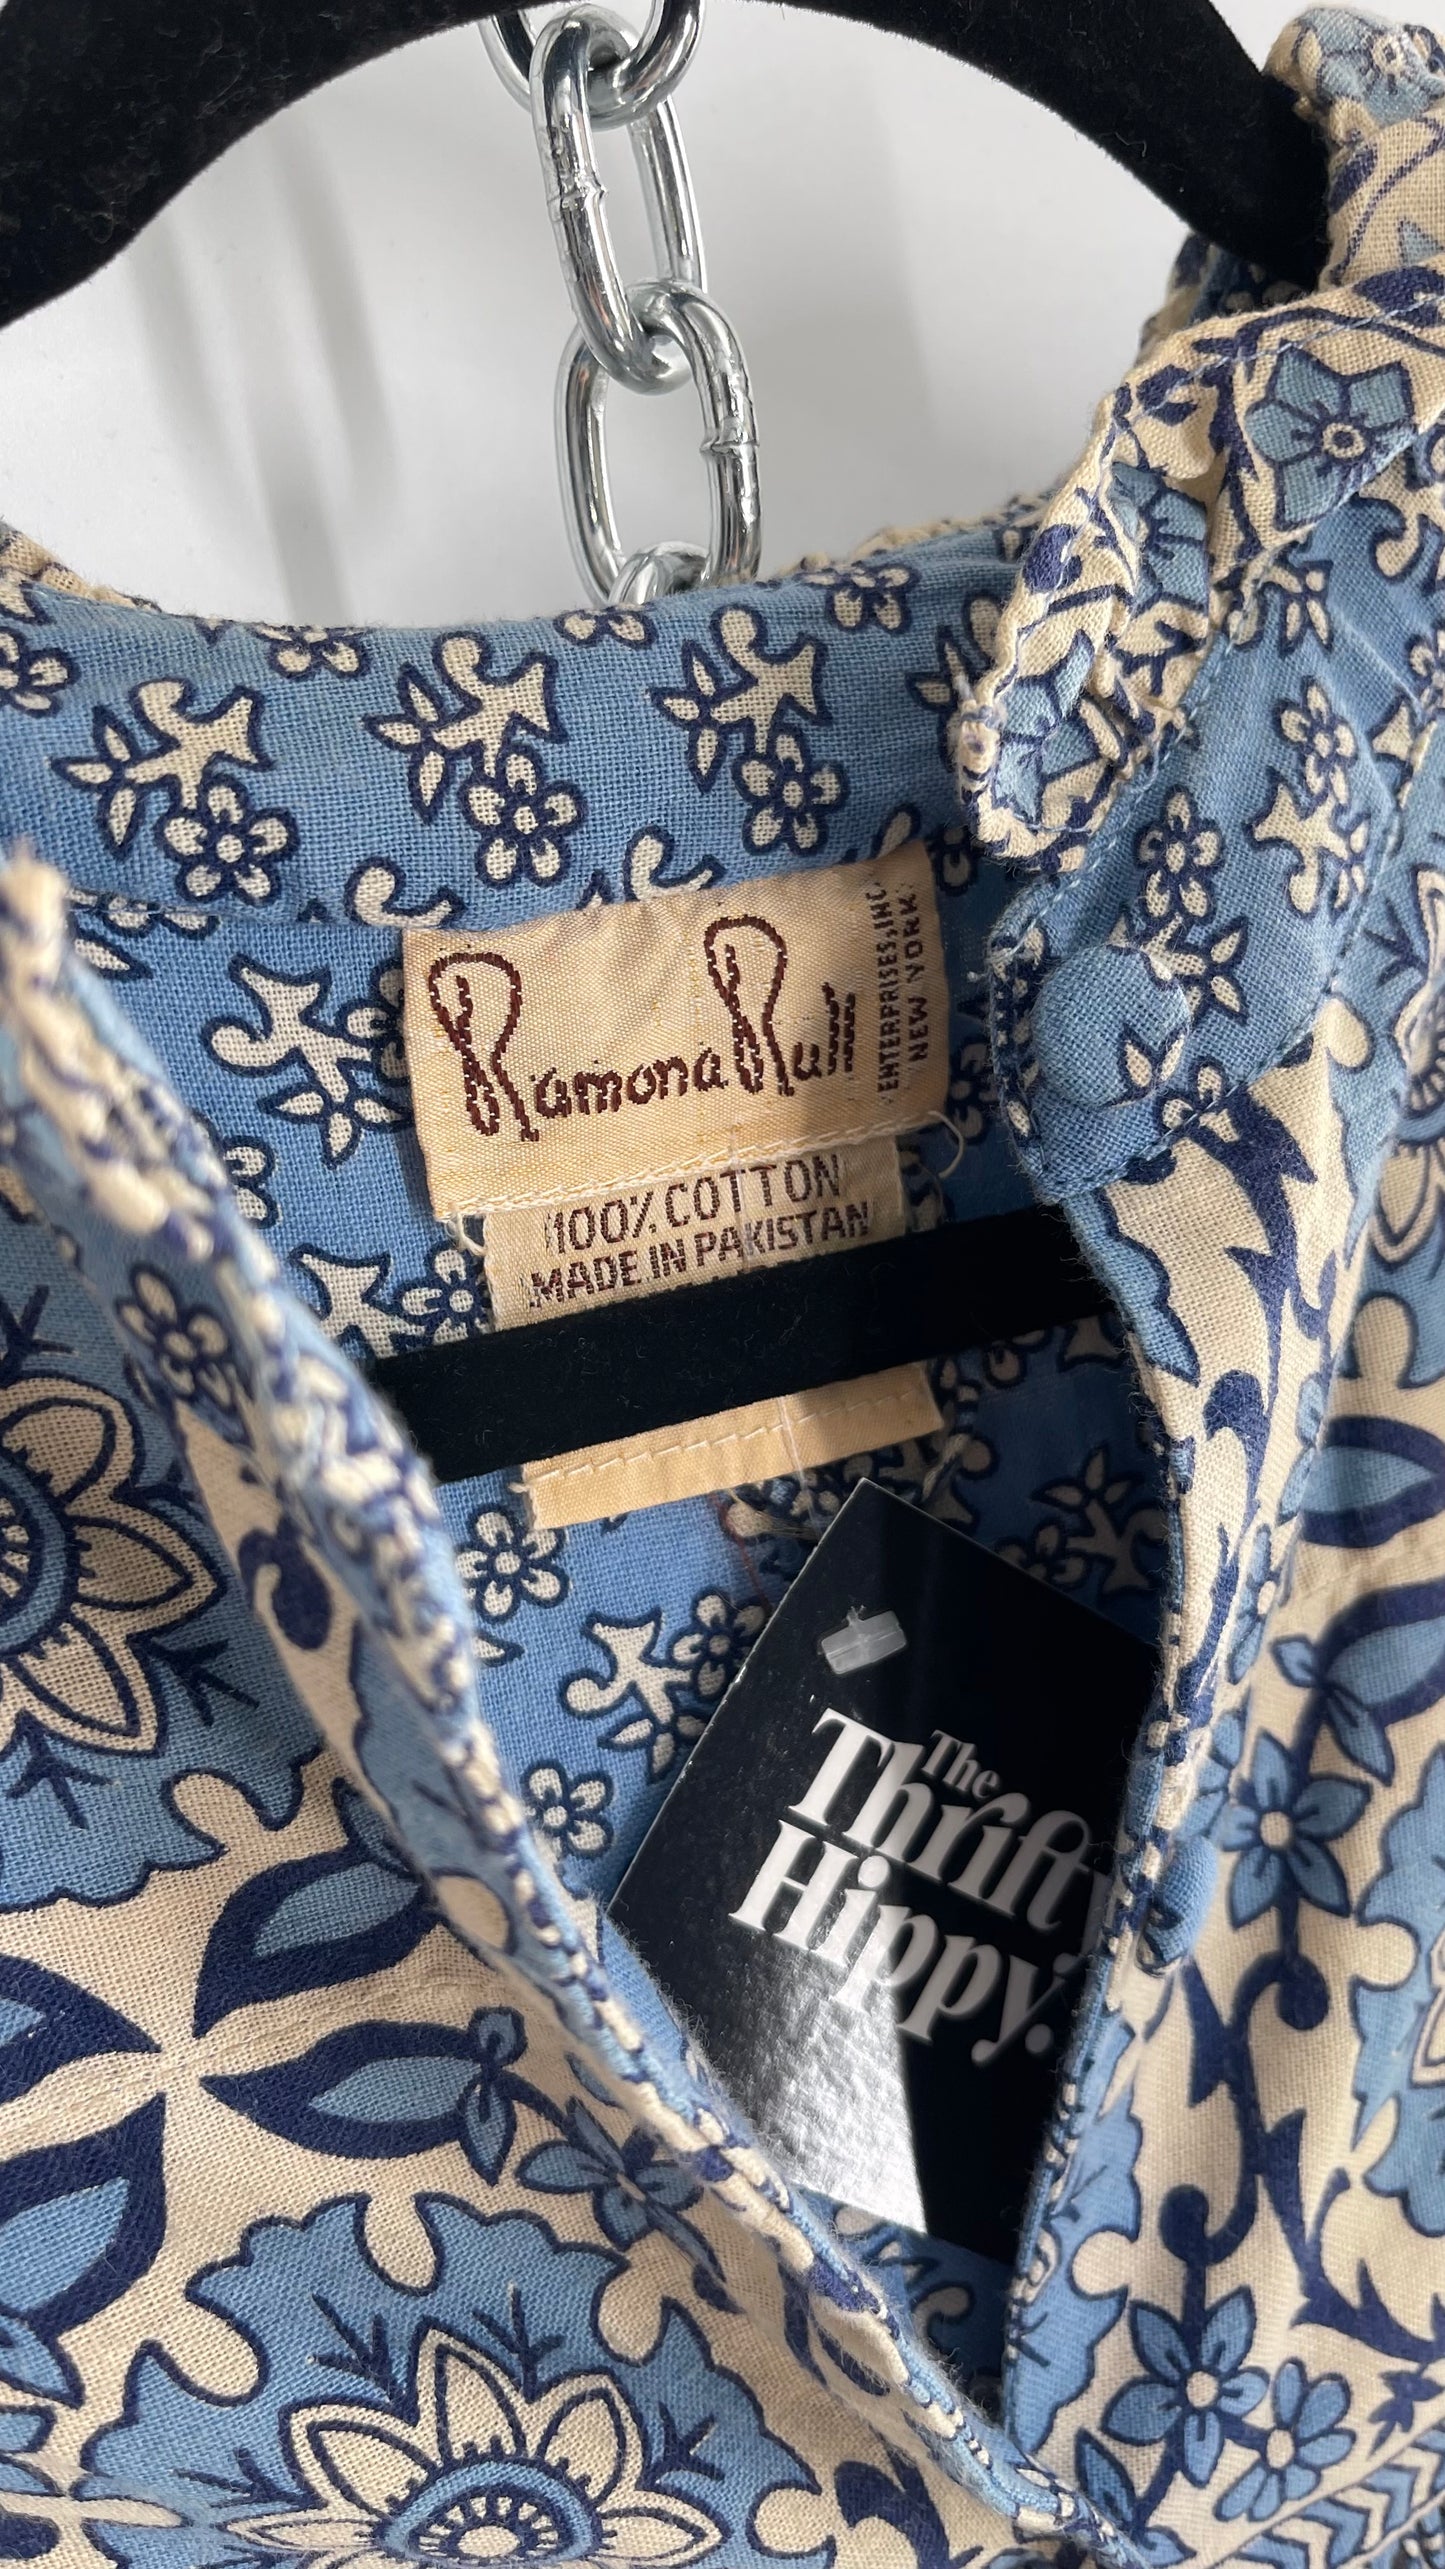 Ramona Rull
ENTERPRISES, INC.
NEW YORK
100% COTTON
MADE IN PAKISTAN
The
Thrifty
Hippy.